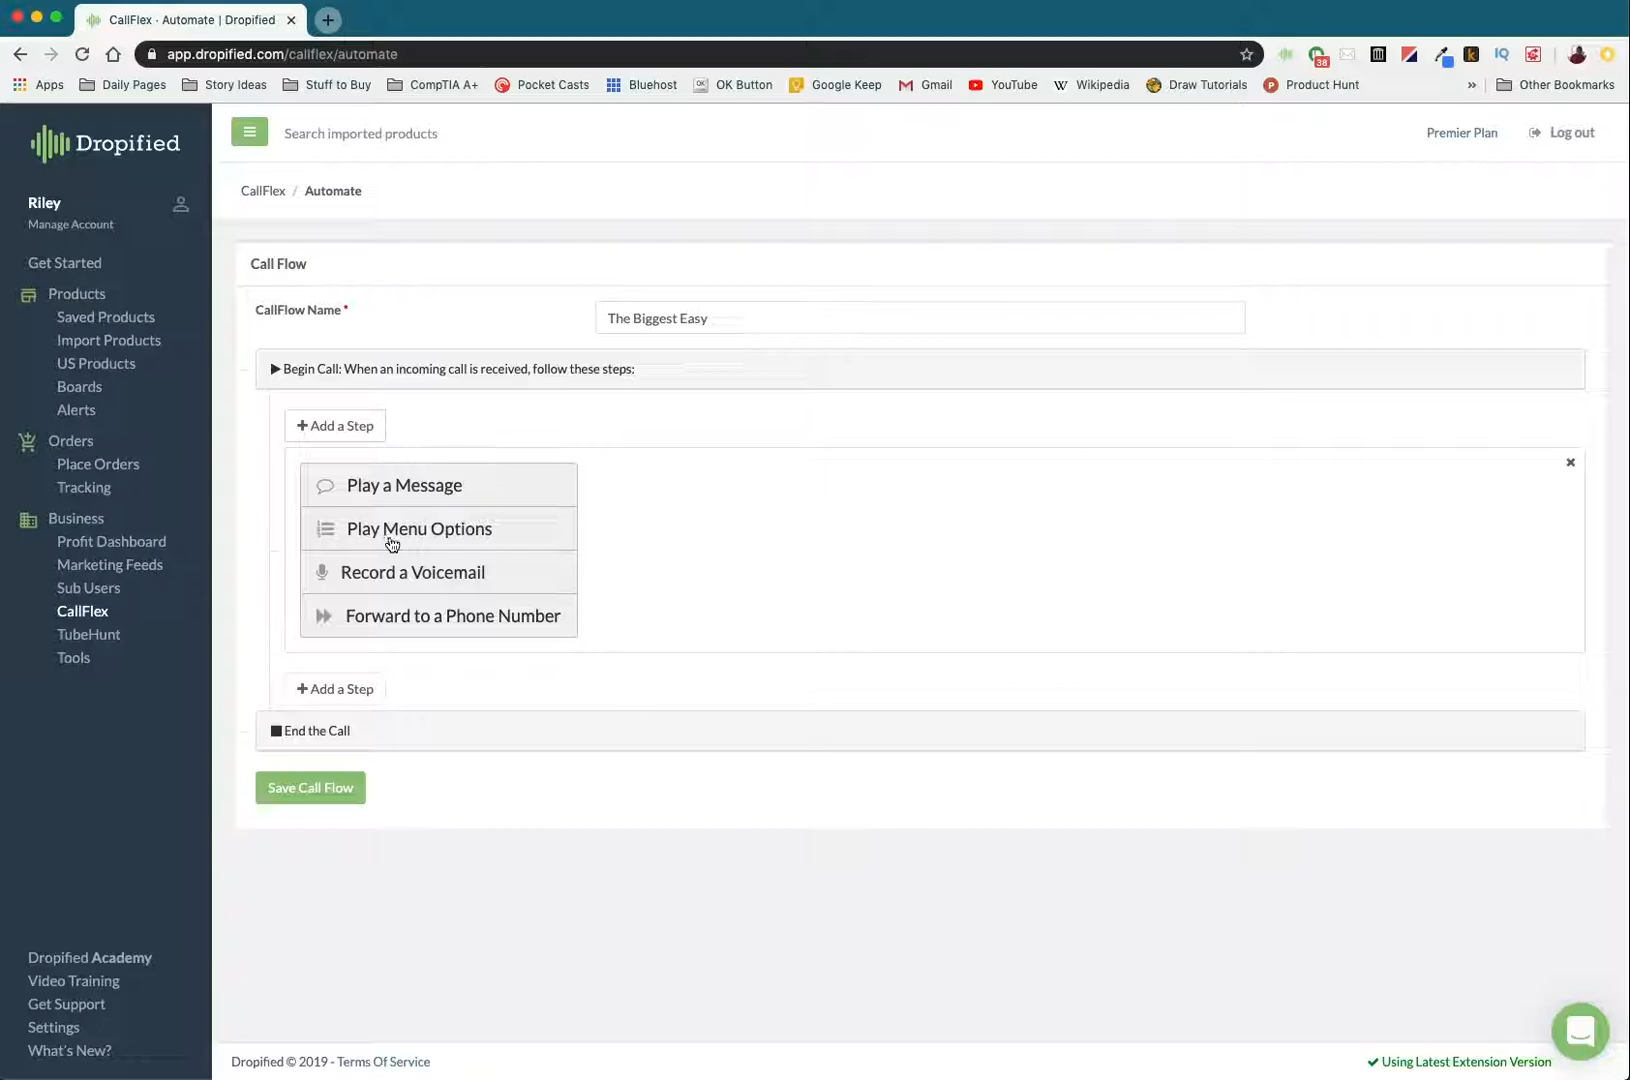 CallFlex · Automate | Dropified
app.dropified.com/callflex/automate
38
Apps
Daily Pages
Story Ideas
Stuff to Buy
CompTIA A+
Pocket Casts
Bluehost
OK
OK Button
Google Keep
Gmail
YouTube
W Wikipedia
Draw Tutorials
P Product Hunt
»
Other Bookmarks
k
IQ
Dropified
Search imported products
Premier Plan
Log out
CallFlex / Automate
Riley
Manage Account
Get Started
Products
Saved Products
Import Products
US Products
Boards
Alerts
Orders
Place Orders
Tracking
Business
Profit Dashboard
Marketing Feeds
Sub Users
CallFlex
TubeHunt
Tools
Dropified Academy
Video Training
Get Support
Settings
What's New?
Call Flow
CallFlow Name *
The Biggest Easy
Begin Call: When an incoming call is received, follow these steps:
+ Add a Step
Play a Message
Play Menu Options
Record a Voicemail
Forward to a Phone Number
+ Add a Step
End the Call
Save Call Flow
Dropified © 2019 - Terms Of Service
Using Latest Extension Version